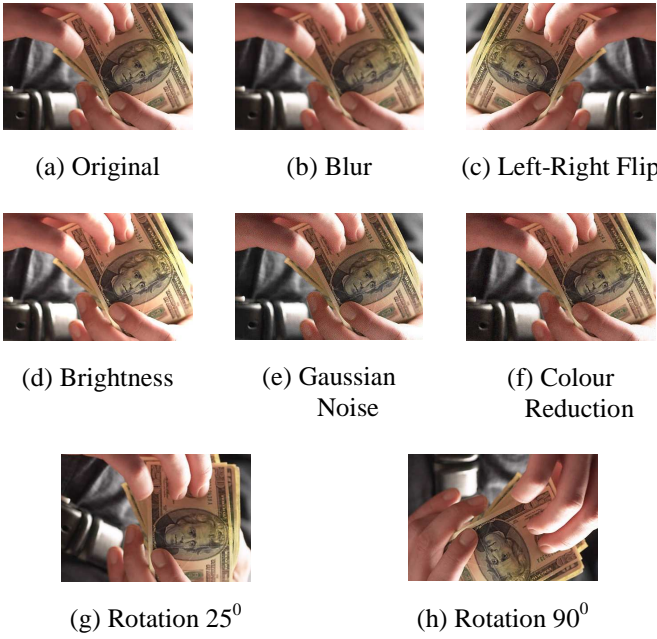 (a) Original
(b) Blur
(c) Left-Right Flip
(d) Brightness
(e) Gaussian
Noise
(f) Colour
Reduction
(g) Rotation 25⁰
(h) Rotation 90⁰